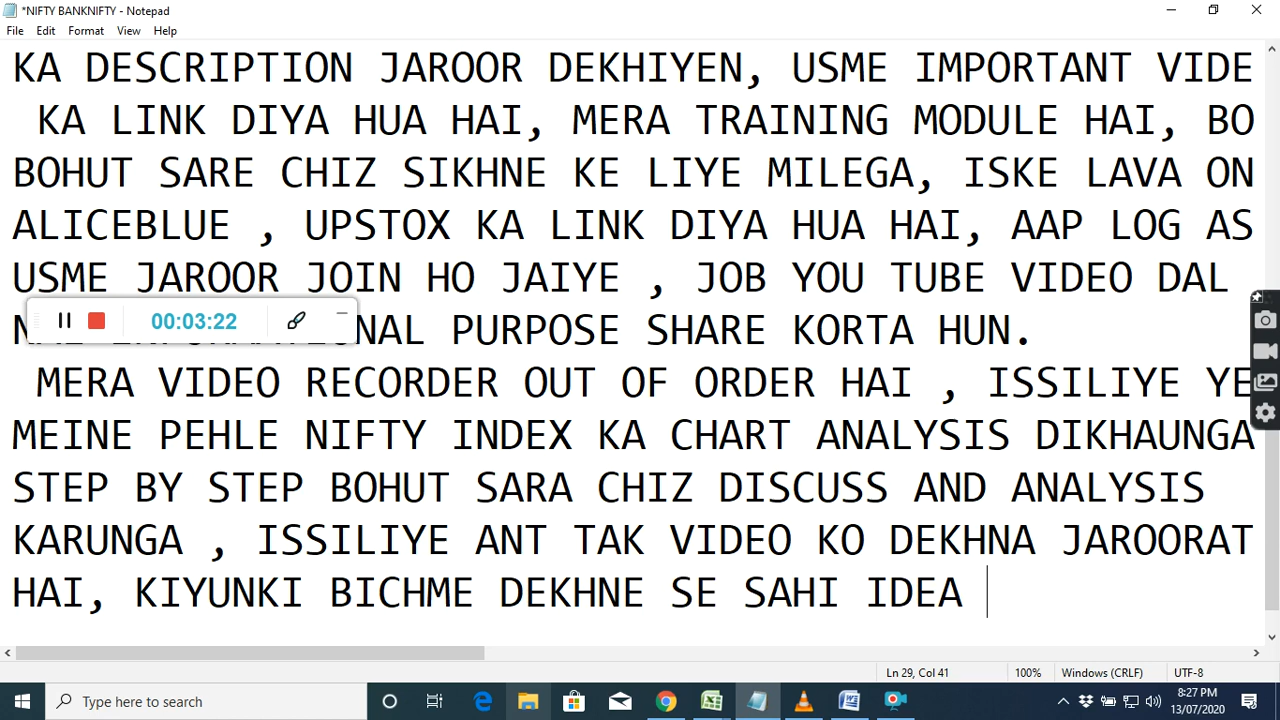 *NIFTY BANKNIFTY - Notepad
File Edit Format View Help
KA DESCRIPTION JAROOR DEKHIYEN, USME IMPORTANT VIDE
KA LINK DIYA HUA HAI, MERA TRAINING MODULE HAI, BO
BOHUT SARE CHIZ SIKHNE KE LIYE MILEGA, ISKE LAVA ON
ALICEBLUE , UPSTOX KA LINK DIYA HUA HAI, AAP LOG AS
USME JAROOR JOIN HO JAIYE , JOB YOU TUBE VIDEO DAL
PURPOSE SHARE KORTA HUN.
00:03:22
MERA VIDEO RECORDER OUT OF ORDER HAI , ISSILIYE YE
MEINE PEHLE NIFTY INDEX KA CHART ANALYSIS DIKHAUNGA
STEP BY STEP BOHUT SARA CHIZ DISCUSS AND ANALYSIS
KARUNGA , ISSILIYE ANT TAK VIDEO KO DEKHNA JAROORAT
HAI, KIYUNKI BICHME DEKHNE SE SAHI IDEA
Ln 29, Col 41 100% Windows (CRLF) UTF-8
Type here to search
8:27 PM
13/07/2020